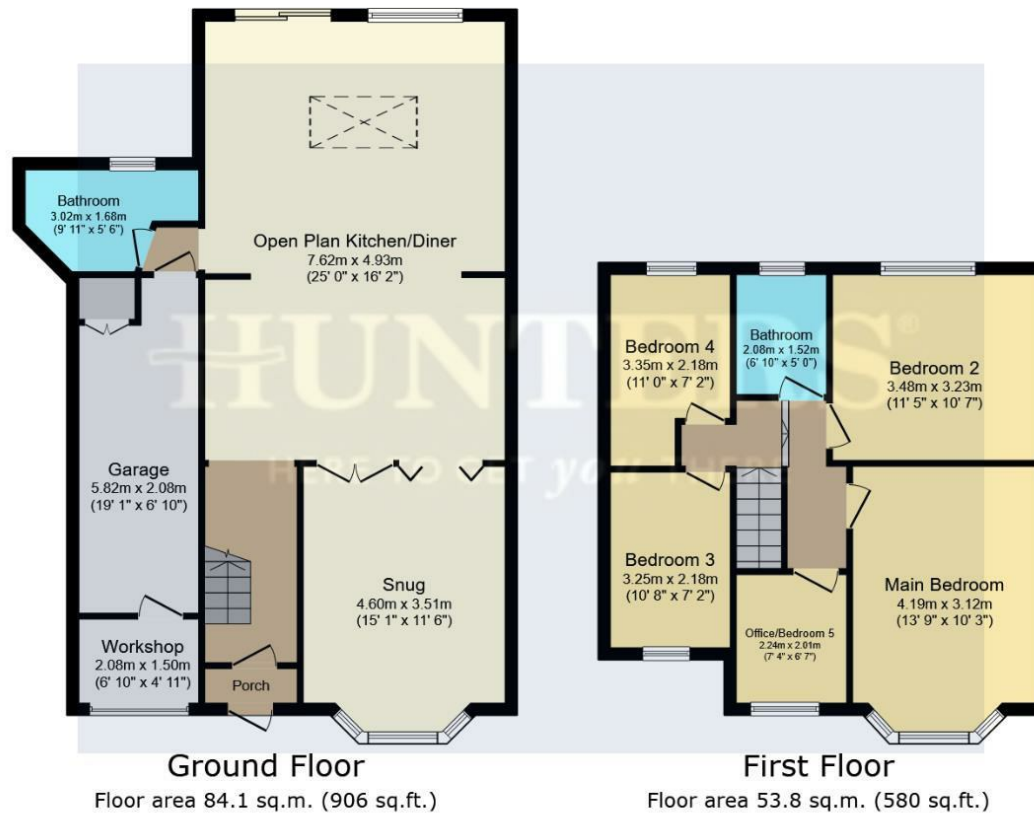 Bathroom
3.02m x 1.68m
(9' 11" x 5' 6")
Open Plan Kitchen/Diner
7.62m x 4.93m
(25' 0" x 16' 2")
Garage
5.82m x 2.08m
(19' 1" x 6' 10")
Snug
4.60m x 3.51m
(15' 1" x 11' 6")
Workshop
2.08m x 1.50m
(6' 10" x 4' 11")
Porch
Ground Floor
Floor area 84.1 sq.m. (906 sq.ft.)
Bedroom 4
3.35m x 2.18m
(11' 0" x 7' 2")
Bathroom
2.08m x 1.52m
(6' 10" x 5' 0")
Bedroom 2
3.48m x 3.23m
(11' 5" x 10' 7")
Bedroom 3
3.25m x 2.18m
(10' 8" x 7' 2")
Office/Bedroom 5
2.24m x 2.01m
(7' 4" x 6' 7")
Main Bedroom
4.19m x 3.12m
(13' 9" x 10' 3")
First Floor
Floor area 53.8 sq.m. (580 sq.ft.)
HUNTERS®
HERE TO GET you THERE